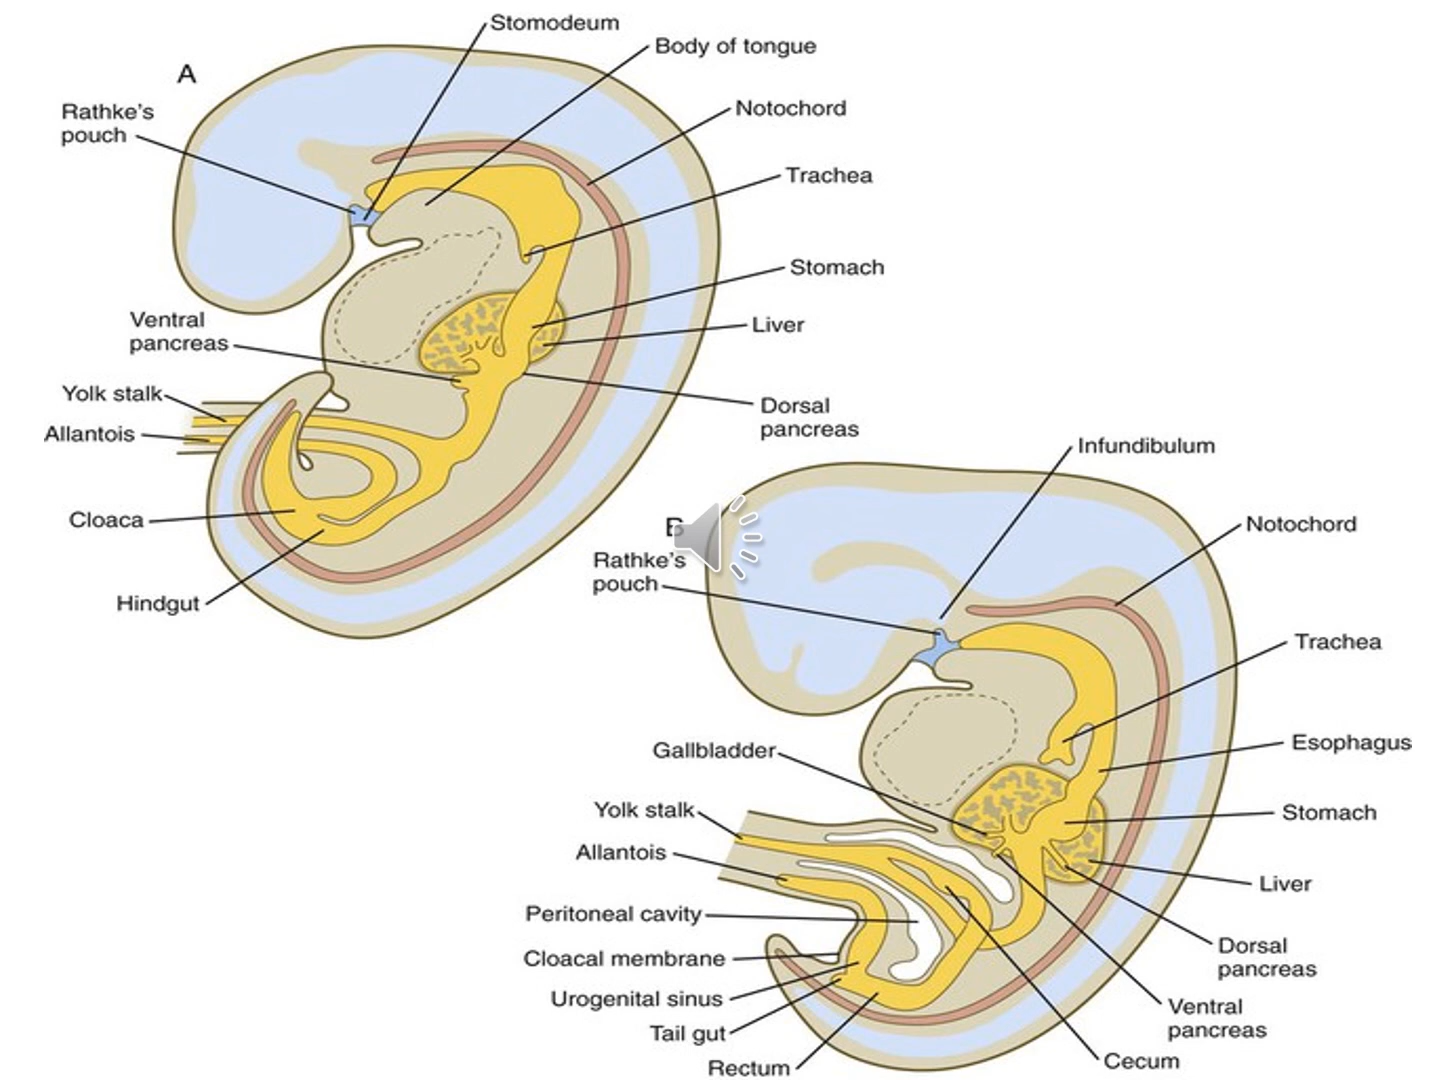 Stomodeum
Body of tongue
A
Rathke's
pouch
Notochord
Trachea
Stomach
Ventral
pancreas
Liver
Yolk stalk
Dorsal
pancreas
Allantois
Cloaca
Hindgut
Infundibulum
B
Notochord
Rathke's
pouch
Trachea
Gallbladder
Esophagus
Yolk stalk
Stomach
Allantois
Liver
Peritoneal cavity
Dorsal
pancreas
Cloacal membrane
Urogenital sinus
Ventral
pancreas
Tail gut
Rectum
Cecum